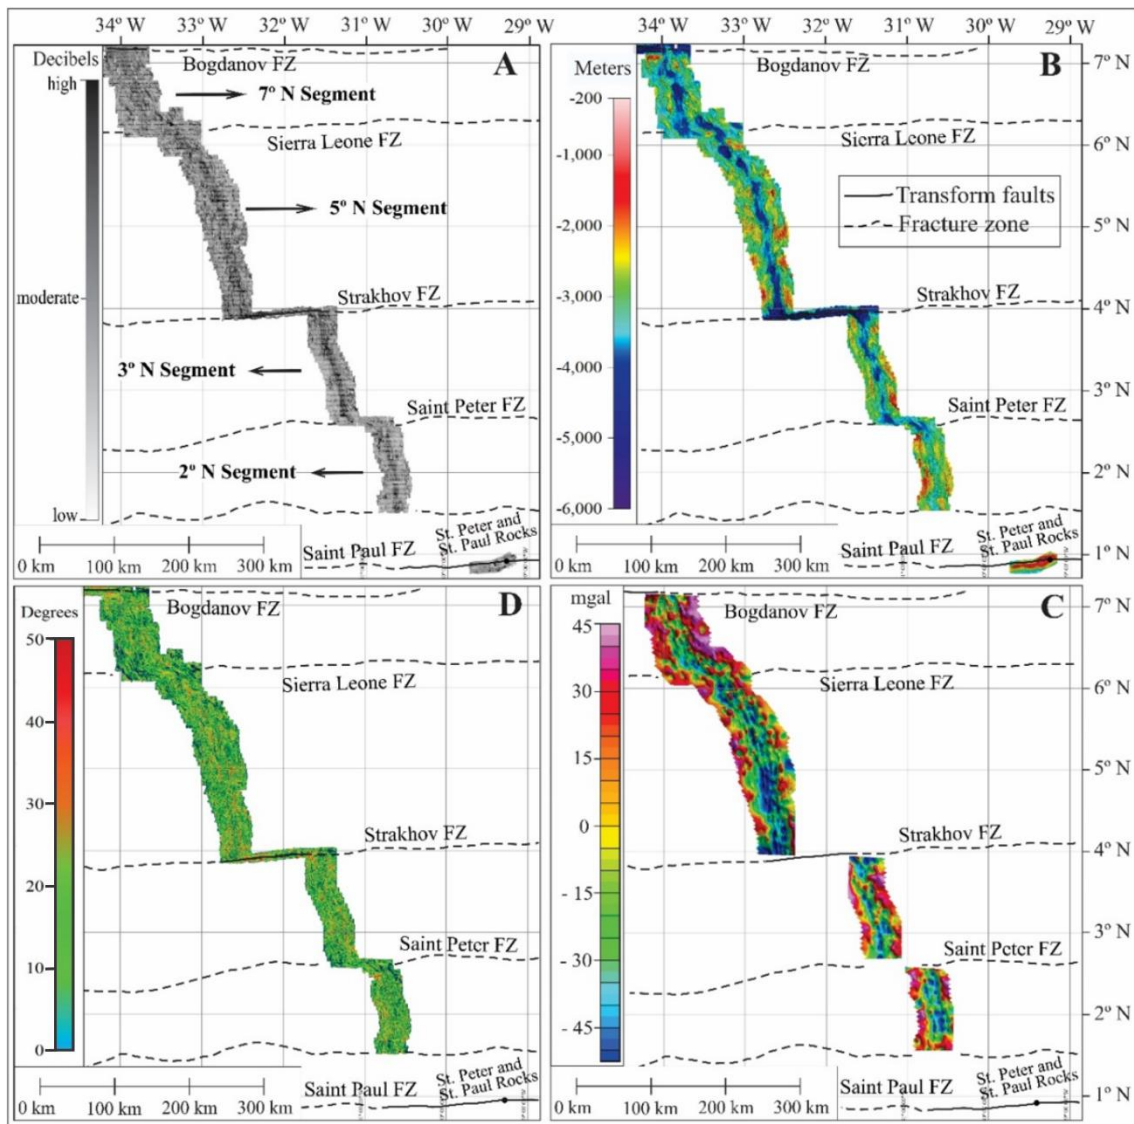 34° W 33° W 32° W 31° W 30° W 29° W
34° W 33° W 32° W 31° W 30° W 29° W
Decibels
high
moderate
low
Bogdanov FZ
A
7° N Segment
Sierra Leone FZ
5° N Segment
Strakhov FZ
3° N Segment
Saint Peter FZ
2° N Segment
St. Peter and
St. Paul Rocks
Saint Paul FZ
0 km 100 km 200 km 300 km
Meters
-200
-1,000
-2,000
-3,000
-4,000
-5,000
-6,000
Bogdanov FZ
B
Sierra Leone FZ
Transform faults
Fracture zone
Strakhov FZ
Saint Peter FZ
St. Peter and
St. Paul Rocks
Saint Paul FZ
0 km 100 km 200 km 300 km
7° N
6° N
5° N
4° N
3° N
2° N
1° N
Degrees
50
40
30
20
10
0
Bogdanov FZ
D
Sierra Leone FZ
Strakhov FZ
Saint Peter FZ
St. Peter and
St. Paul Rocks
Saint Paul FZ
0 km 100 km 200 km 300 km
mgal
45
30
15
0
- 15
- 30
- 45
Bogdanov FZ
C
Sierra Leone FZ
Strakhov FZ
Saint Peter FZ
St. Peter and
St. Paul Rocks
Saint Paul FZ
0 km 100 km 200 km 300 km
7° N
6° N
5° N
4° N
3° N
2° N
1° N